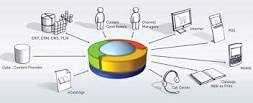 Content
Contributors
Channel
Managers
Internet
POS
ERP, CRM, DMS, PLM
Data - Content Provider
Mobile
eCatalogs
Call Center
Catalogs,
Web to Print